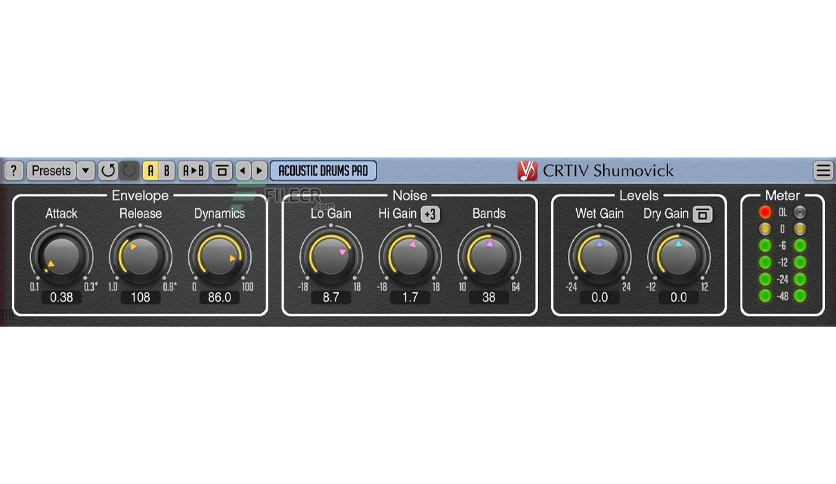 ? Presets A B A▸B ACOUSTIC DRUMS PAD CRTIV Shumovick
FILECR
.com
Envelope Noise Levels Meter
Attack Release Dynamics Lo Gain Hi Gain +3 Bands Wet Gain Dry Gain OL
0
-6
-12
-24
0.1 0.3* 1.0 0.8* 0 100 -18 18 -18 18 10 64 -24 24 -12 12 -48
0.38 108 86.0 8.7 1.7 38 0.0 0.0